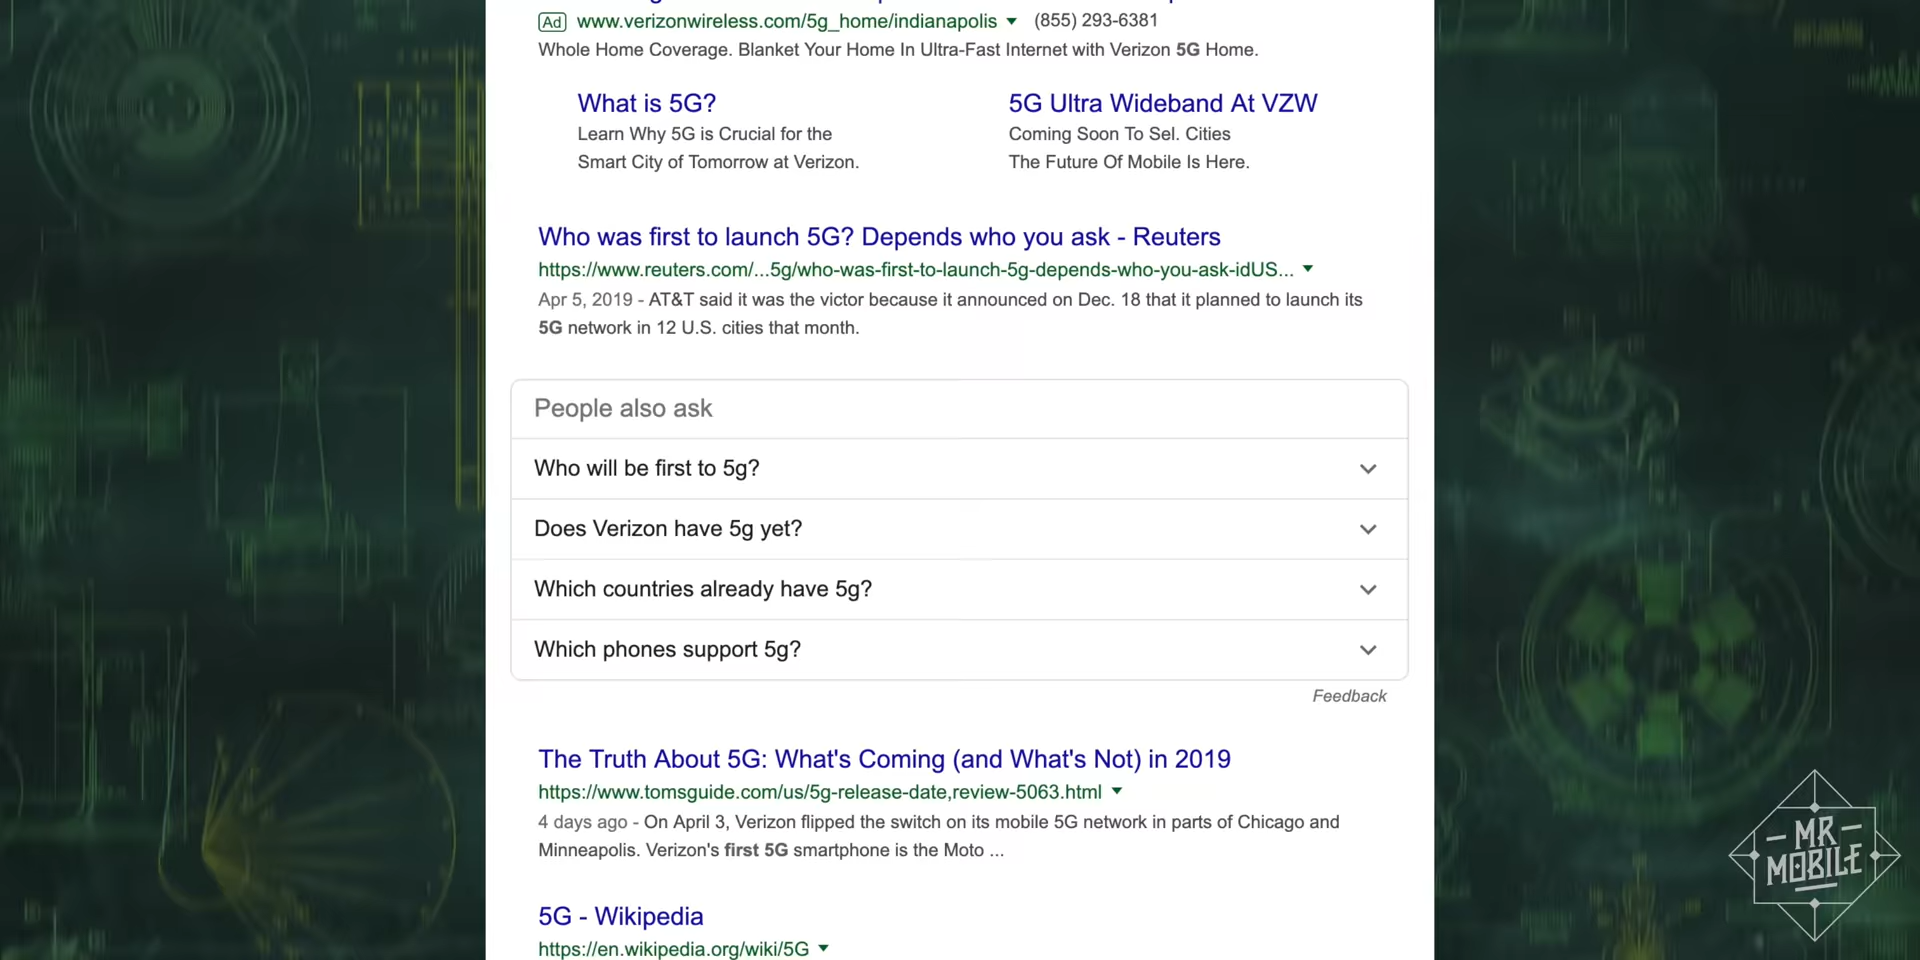 Ad www.verizonwireless.com/5g_home/indianapolis (855) 293-6381
Whole Home Coverage. Blanket Your Home In Ultra-Fast Internet with Verizon 5G Home.
What is 5G?
Learn Why 5G is Crucial for the
Smart City of Tomorrow at Verizon.
5G Ultra Wideband At VZW
Coming Soon To Sel. Cities
The Future Of Mobile Is Here.
Who was first to launch 5G? Depends who you ask - Reuters
https://www.reuters.com/...5g/who-was-first-to-launch-5g-depends-who-you-ask-idUS...
Apr 5, 2019 - AT&T said it was the victor because it announced on Dec. 18 that it planned to launch its
5G network in 12 U.S. cities that month.
People also ask
Who will be first to 5g?
Does Verizon have 5g yet?
Which countries already have 5g?
Which phones support 5g?
Feedback
The Truth About 5G: What's Coming (and What's Not) in 2019
https://www.tomsguide.com/us/5g-release-date,review-5063.html
4 days ago - On April 3, Verizon flipped the switch on its mobile 5G network in parts of Chicago and
Minneapolis. Verizon's first 5G smartphone is the Moto ...
5G - Wikipedia
https://en.wikipedia.org/wiki/5G
MR
MOBILE